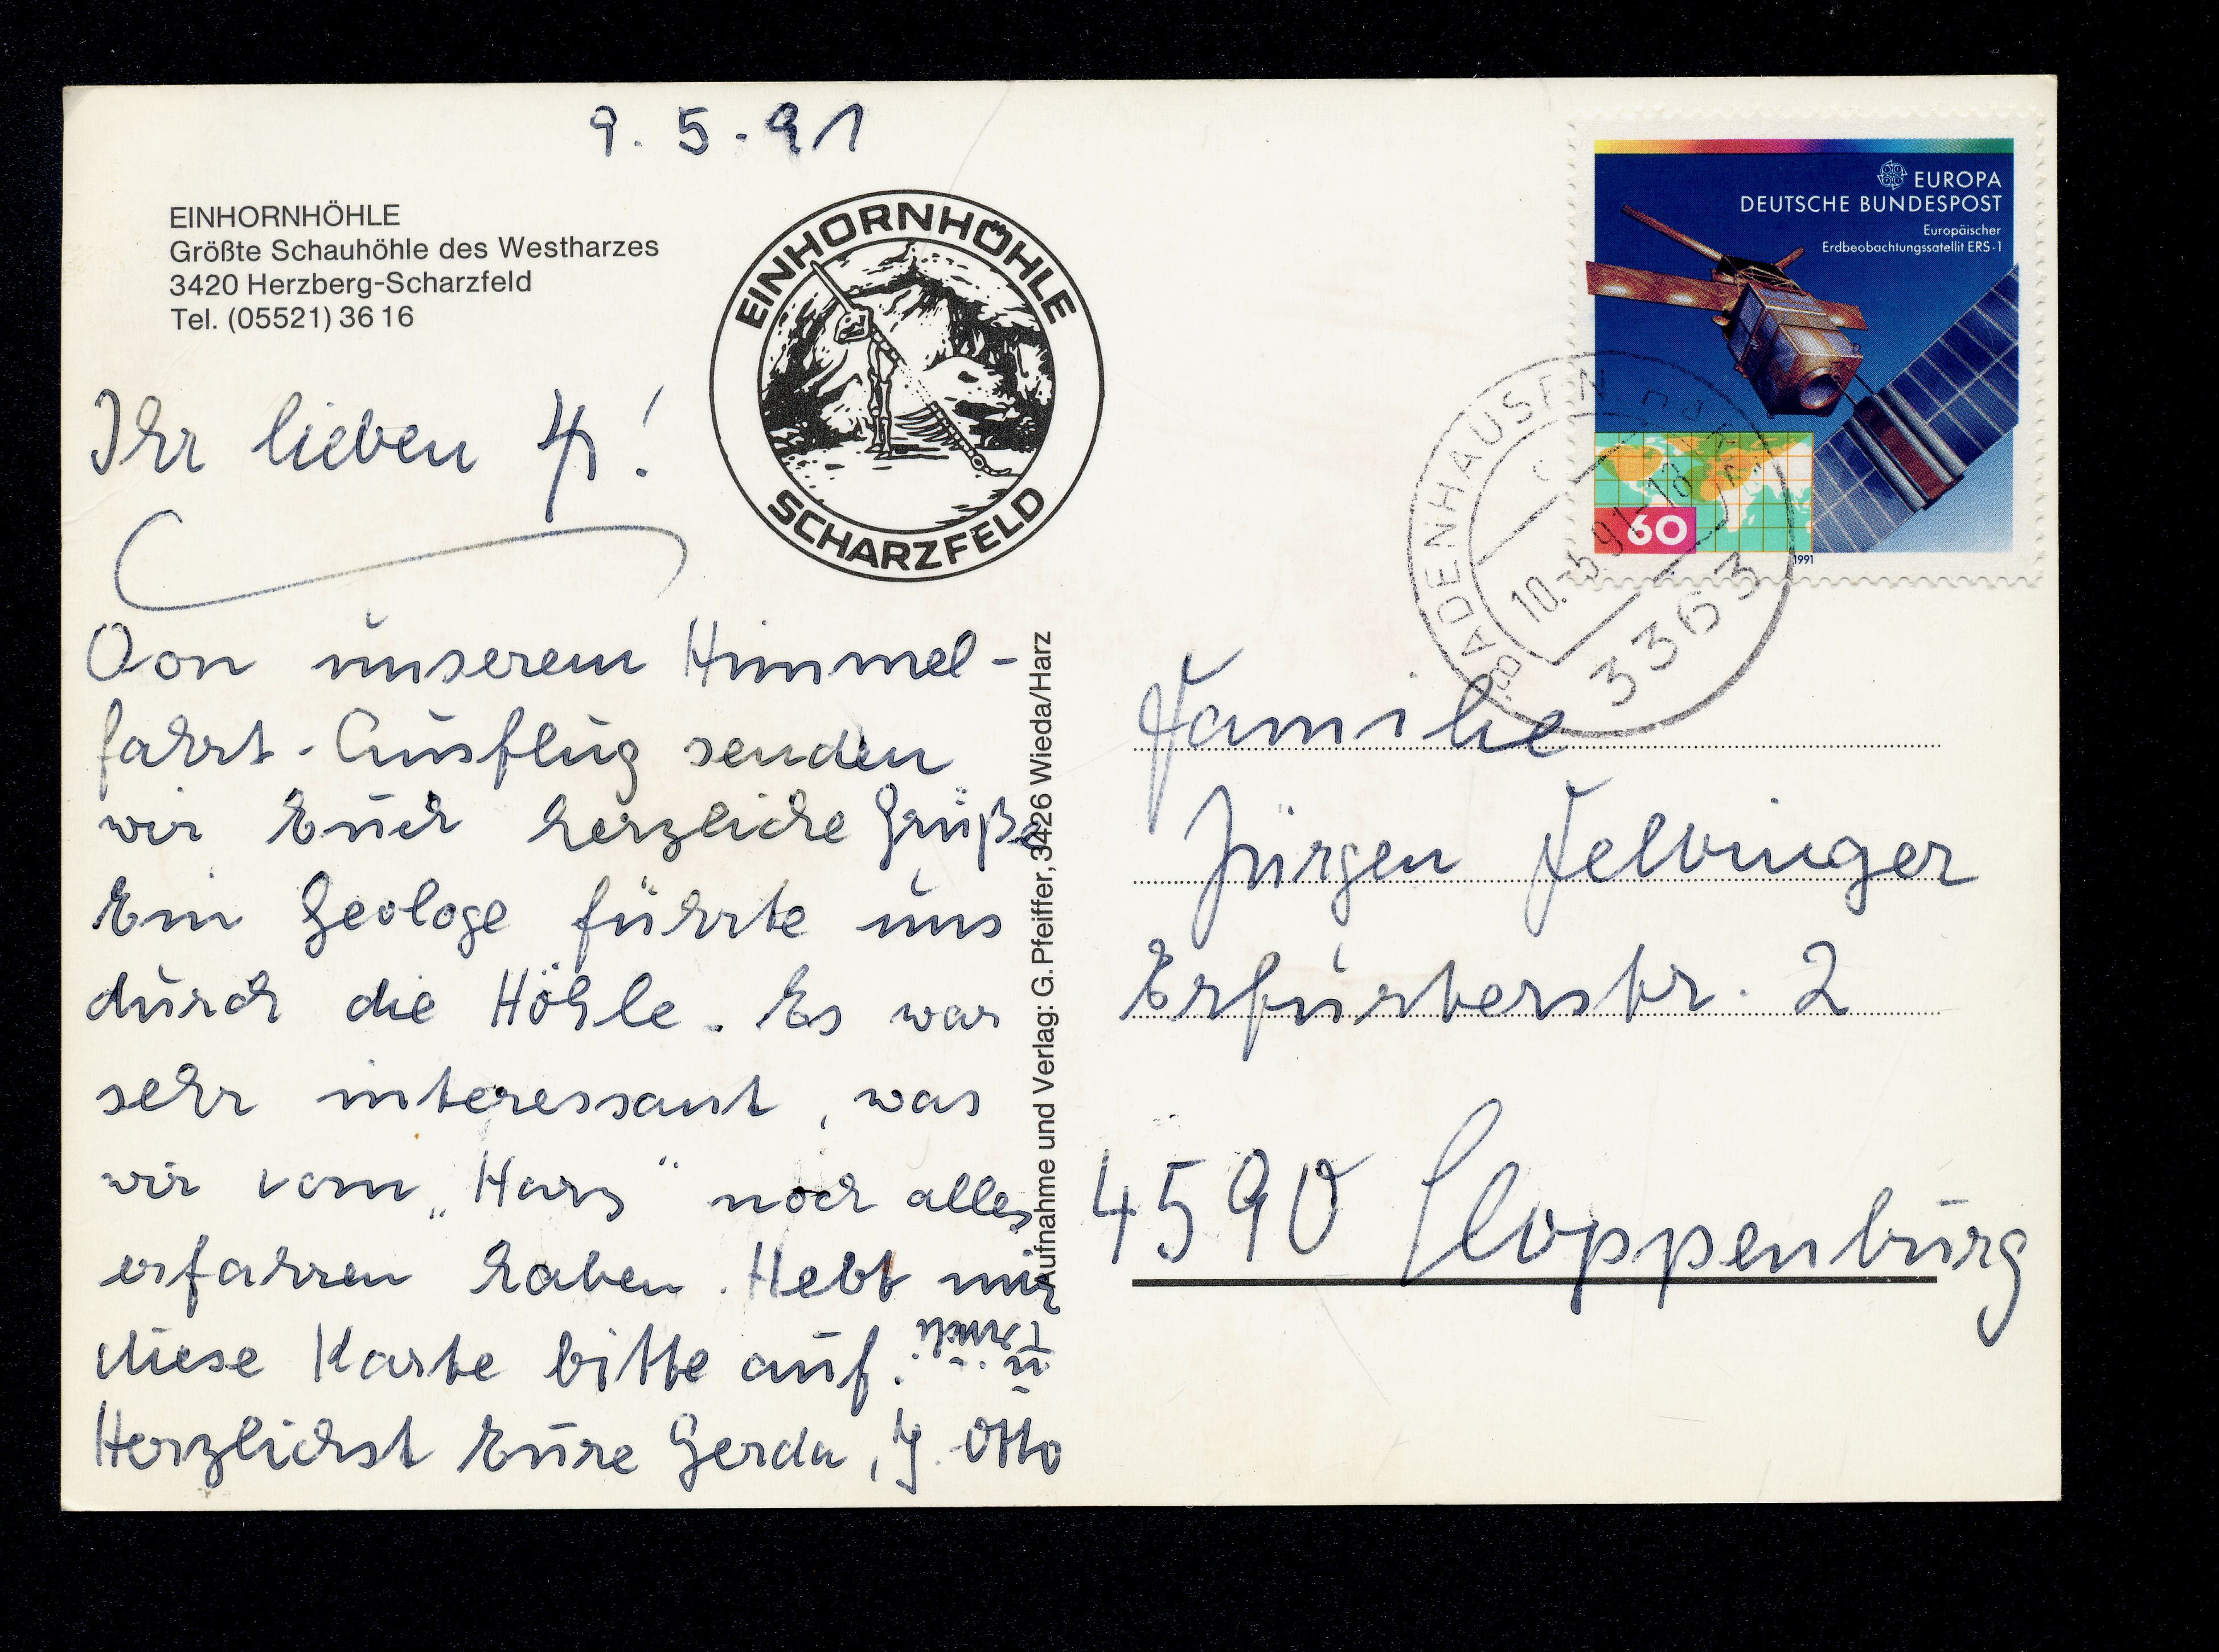 9. 5. 91
EINHORNHÖHLE
Größte Schauhöhle des Westharzes
3420 Herzberg-Scharzfeld
Tel. (05521) 36 16
EINHORNHÖHLE
SCHARZFELD
Ihr lieben 4!
Von unserem Himmel-
fahrt-Ausflug senden
wir Euch herzliche Grüße
Ein Geologe führte uns
durch die Höhle. Es war
sehr interessant, was
wir vom „Harz" noch alles
erfahren haben. Hebt mir
diese Karte bitte auf.
Herzlichst Eure Gerda, H. Otto
u.
Aufnahme und Verlag: G. Pfeiffer, 3426 Wieda/Harz
EUROPA
DEUTSCHE BUNDESPOST
Europäischer
Erdbeobachtungssatellit ERS-1
60
1991
BADENHAUSEN HARZ
10.-5.91-18
3363
Familie
Jürgen Felbinger
Erfurterstr. 2
4590 Cloppenburg